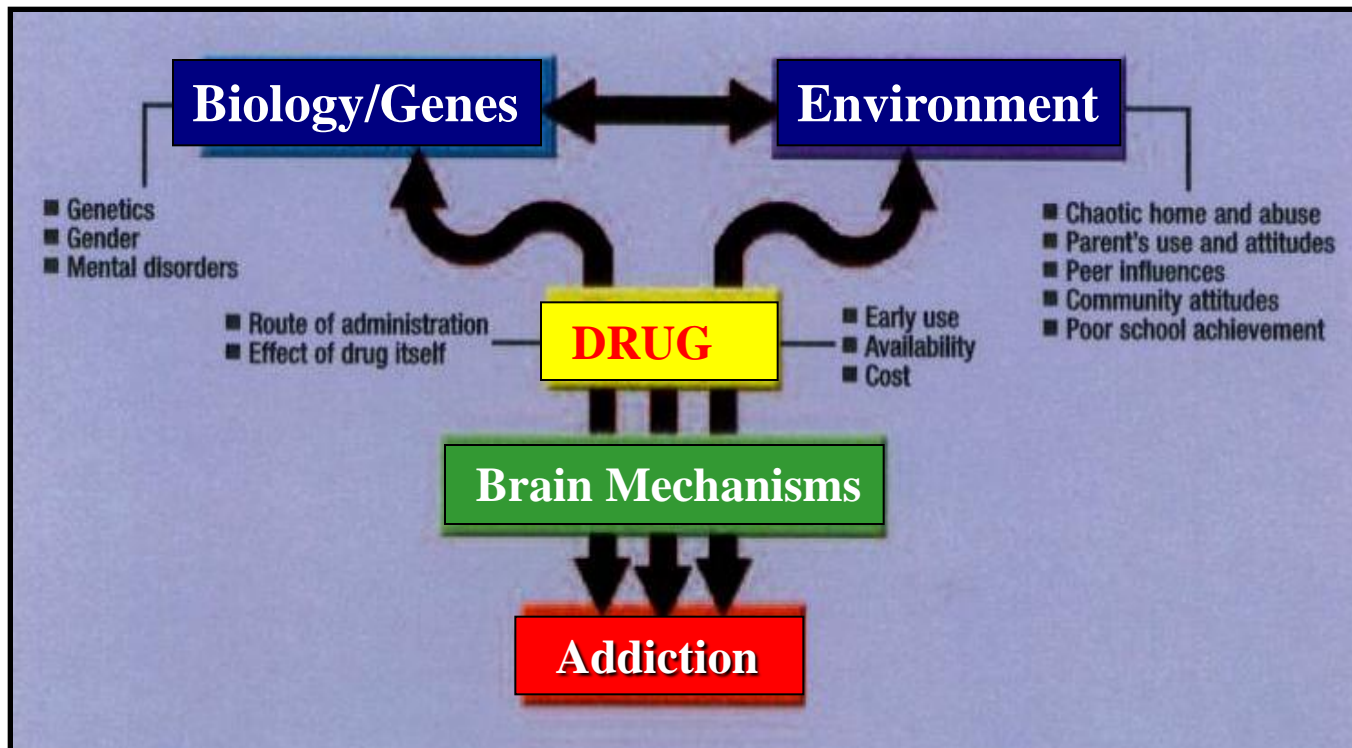 Biology/Genes
Environment
■ Genetics
■ Gender
■ Mental disorders
■ Chaotic home and abuse
■ Parent's use and attitudes
■ Peer influences
■ Community attitudes
■ Poor school achievement
■ Route of administration
■ Effect of drug itself
DRUG
■ Early use
■ Availability
■ Cost
Brain Mechanisms
Addiction